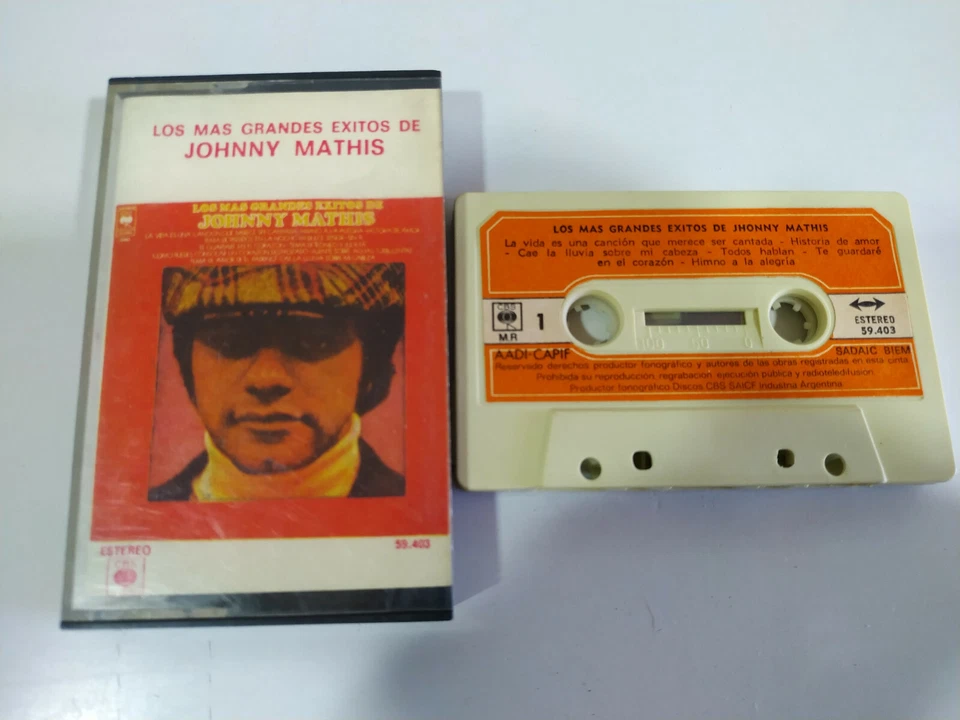 LOS MAS GRANDES EXITOS DE
JOHNNY MATHIS
LOS MAS GRANDES EXITOS DE
JOHNNY MATHIS
ESTEREO
59.403
CBS
LOS MAS GRANDES EXITOS DE JHONNY MATHIS
La vida es una canción que merece ser cantada - Historia de amor
- Cae la lluvia sobre mi cabeza - Todos hablan - Te guardaré
en el corazón - Himno a la alegría
CBS
M.R
1
ESTEREO
59.403
100 50 0
AADI-CAPIF
SADAIC BIEM
Reservado derechos productor fonográfico y autores de las obras registradas en esta cinta
Prohibida su reproducción, regrabación, ejecución pública y radioteledifusion
Productor fonográfico Discos CBS SAICF Industria Argentina